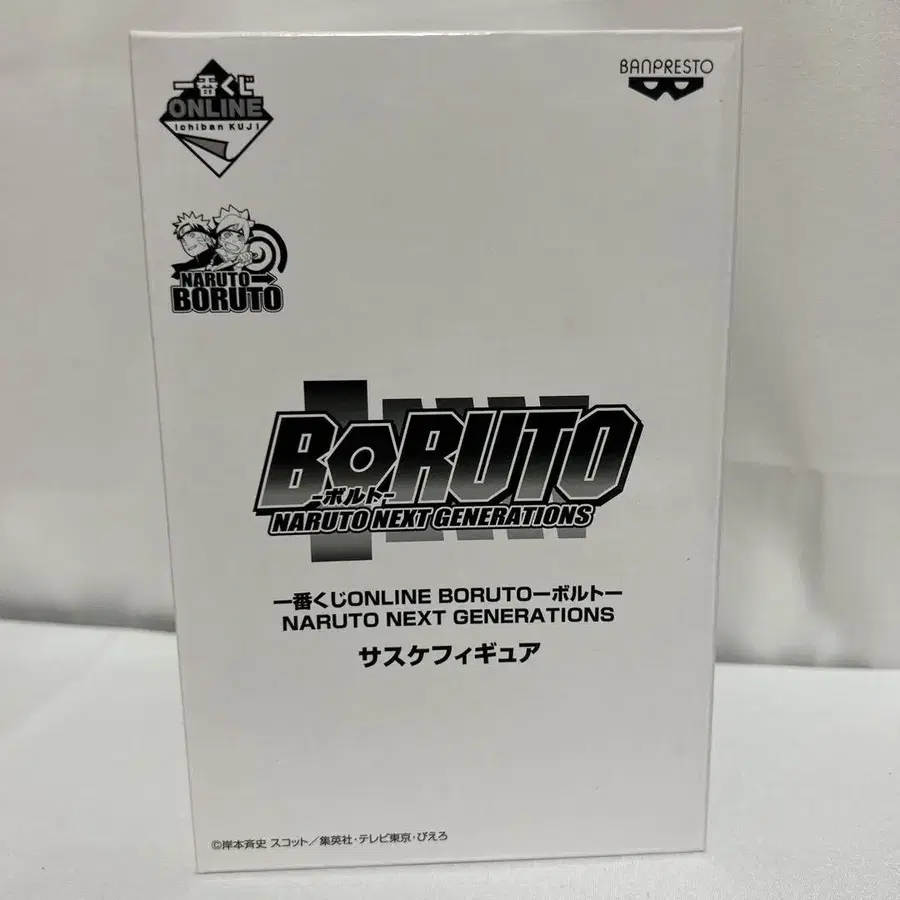 一番くじ
ONLINE
Ichiban KUJI
BANPRESTO
NARUTO
BORUTO
BORUTO
-ボルト-
NARUTO NEXT GENERATIONS
一番くじONLINE BORUTOーボルトー
NARUTO NEXT GENERATIONS
サスケフィギュア
©岸本斉史 スコット／集英社・テレビ東京・ぴえろ